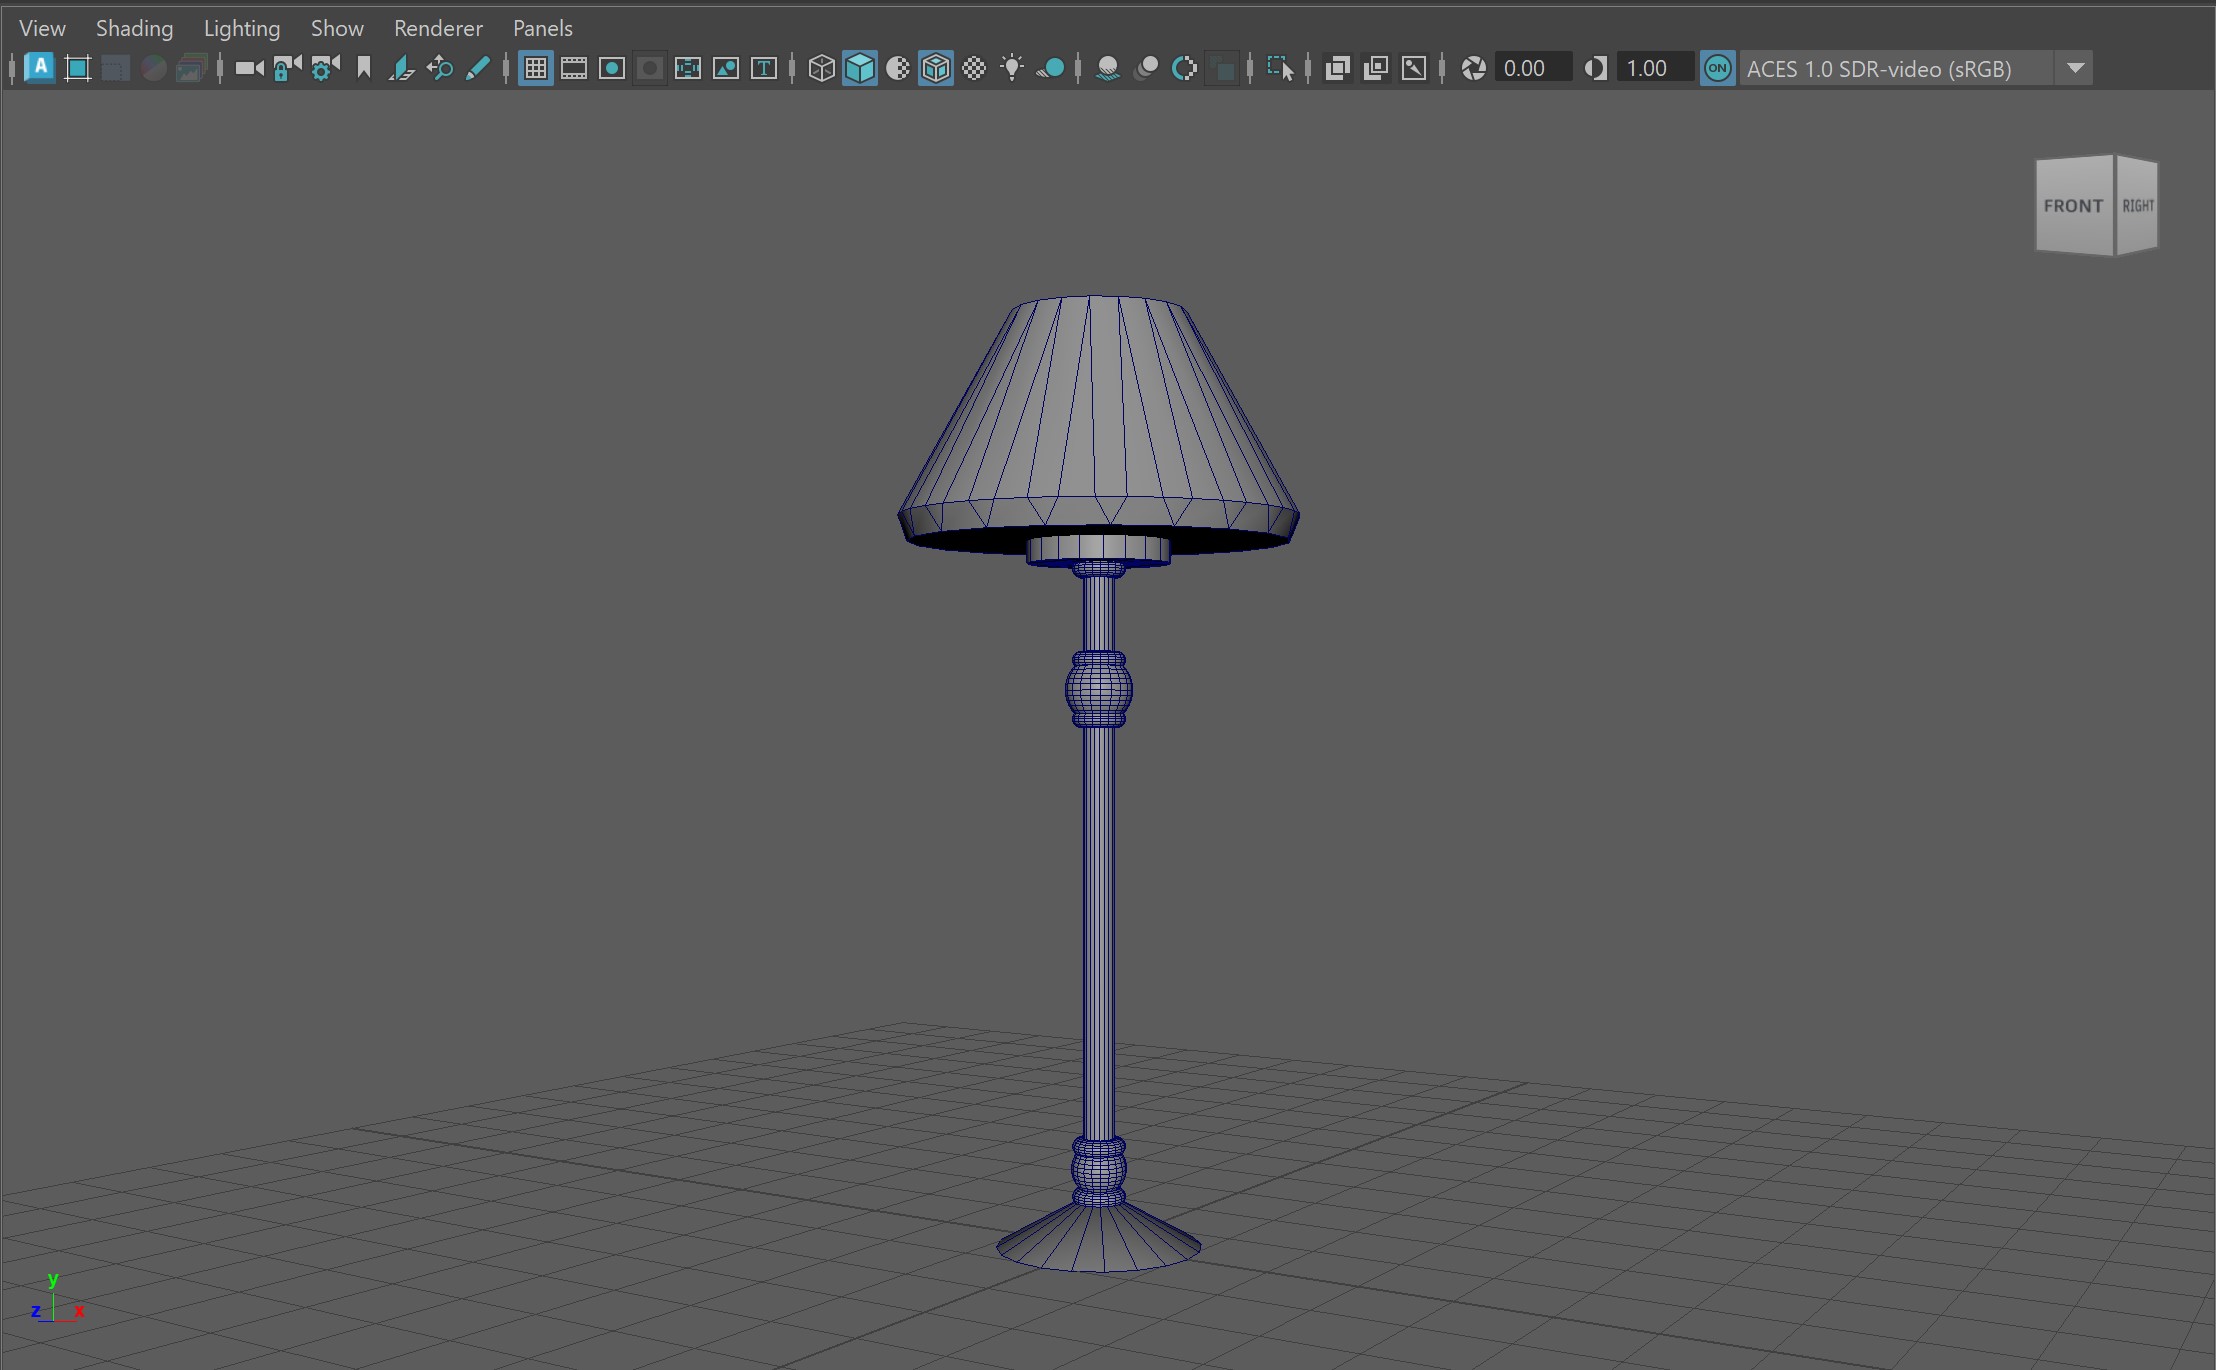 View Shading Lighting Show Renderer Panels
A T 0.00 1.00 ON ACES 1.0 SDR-video (sRGB)
FRONT RIGHT
y
z x